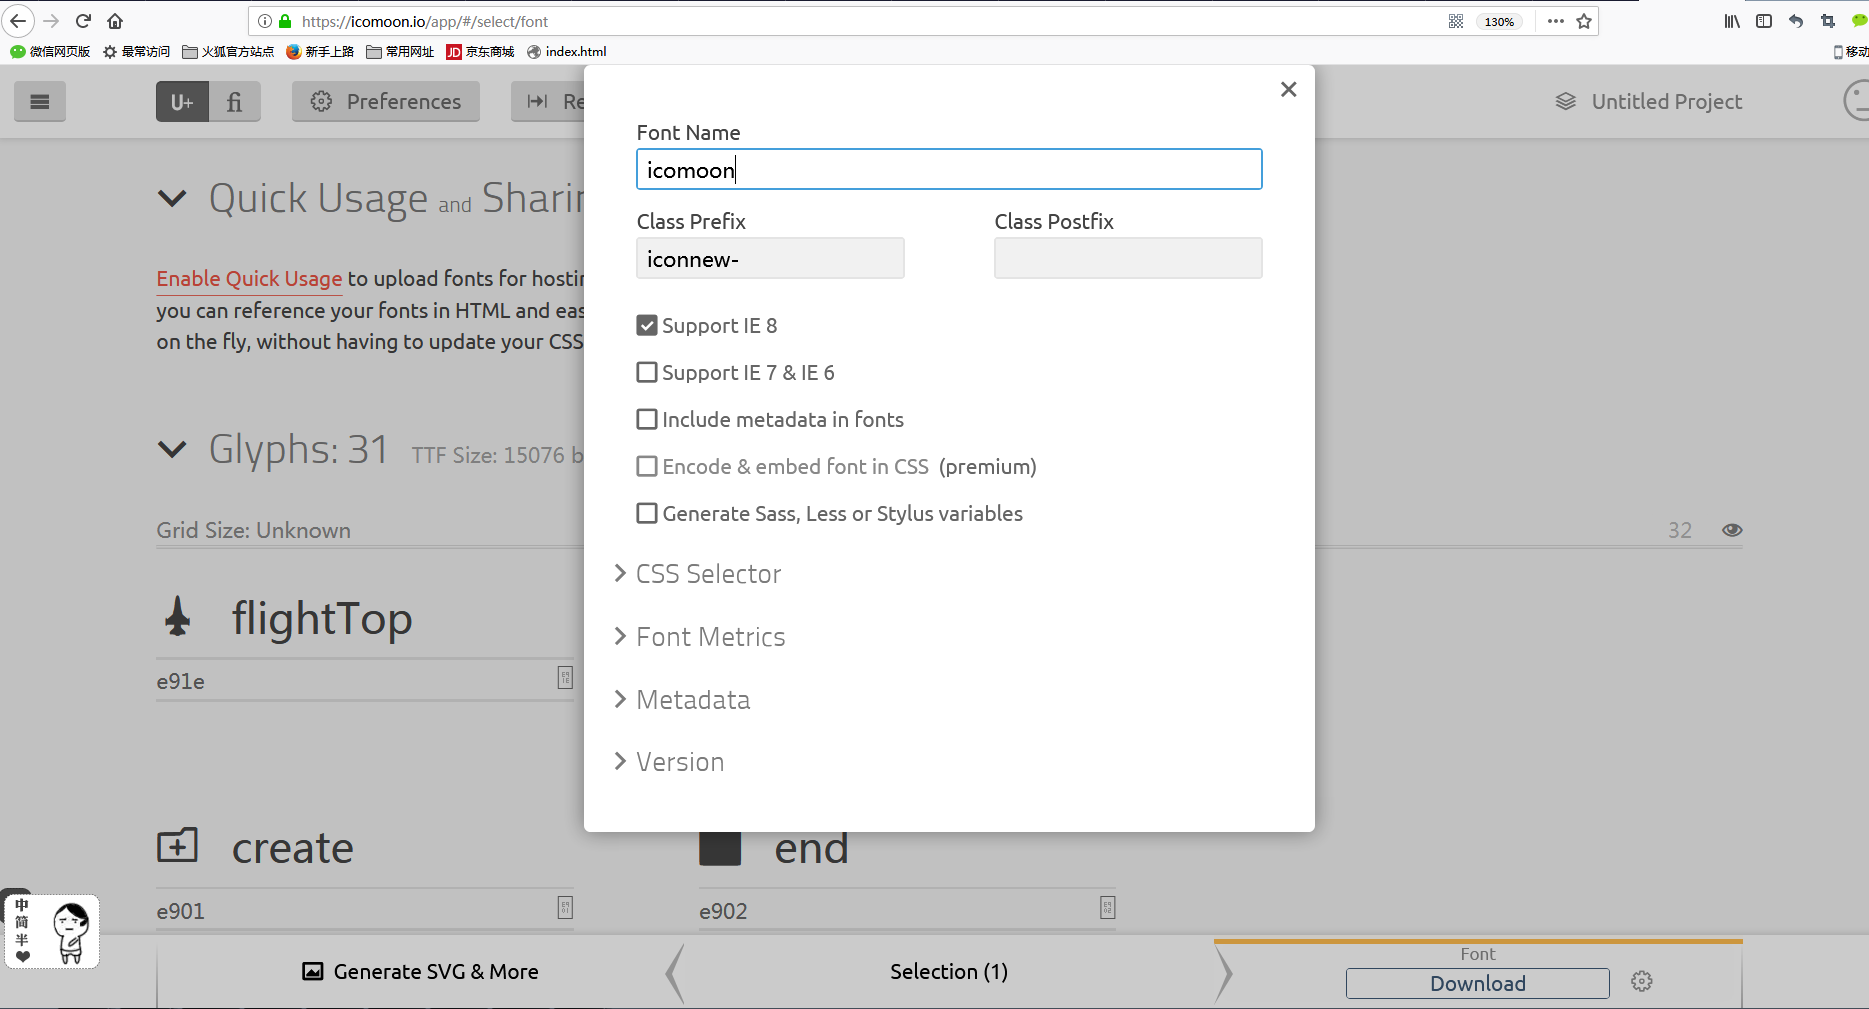 https://icomoon.io/app/#/select/font
130%
微信网页版
最常访问
火狐官方站点
新手上路
常用网址
JD 京东商城
index.html
移动
U+
fi
Preferences
Re
Untitled Project
Font Name
icomoon
Class Prefix
Class Postfix
iconnew-
Support IE 8
Support IE 7 & IE 6
Include metadata in fonts
Encode & embed font in CSS (premium)
Generate Sass, Less or Stylus variables
CSS Selector
Font Metrics
Metadata
Version
Quick Usage and Sharin
Enable Quick Usage to upload fonts for hostin
you can reference your fonts in HTML and eas
on the fly, without having to update your CSS
Glyphs: 31 TTF Size: 15076 b
Grid Size: Unknown
32
flightTop
e91e
create
end
e901
e902
中
简
半
Generate SVG & More
Selection (1)
Font
Download